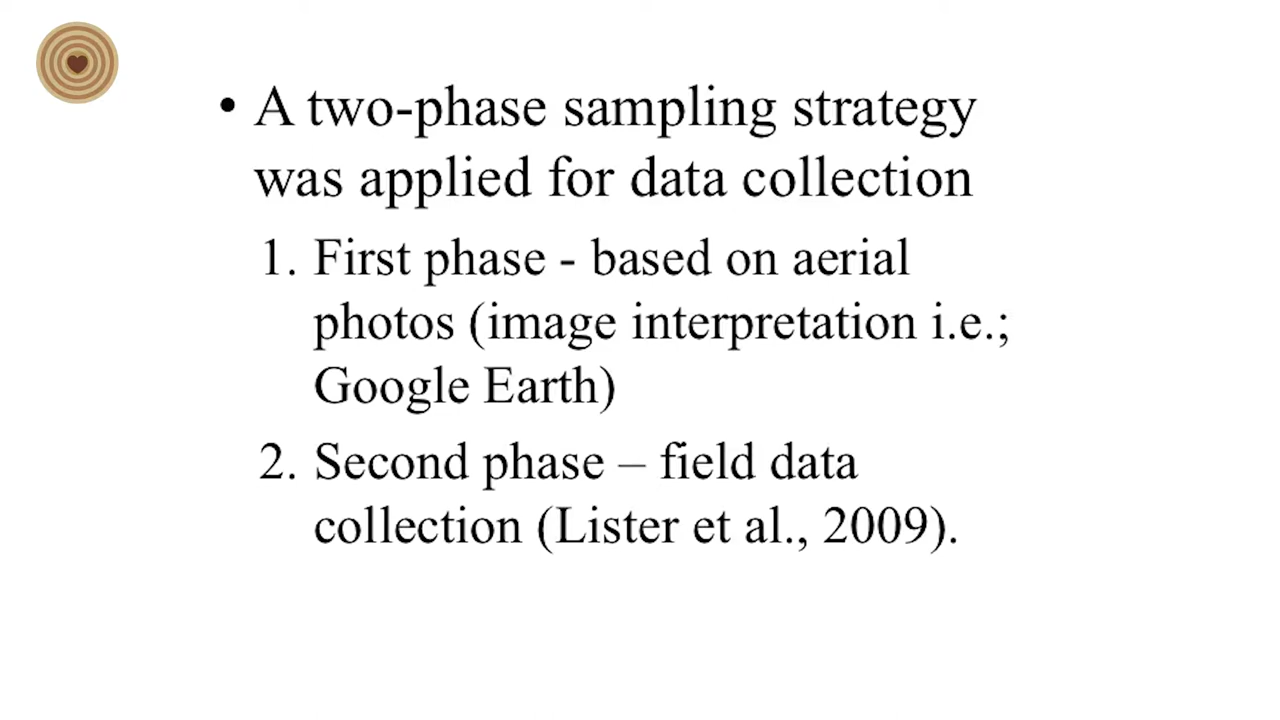 • A two-phase sampling strategy
was applied for data collection
1. First phase - based on aerial
photos (image interpretation i.e.;
Google Earth)
2. Second phase – field data
collection (Lister et al., 2009).